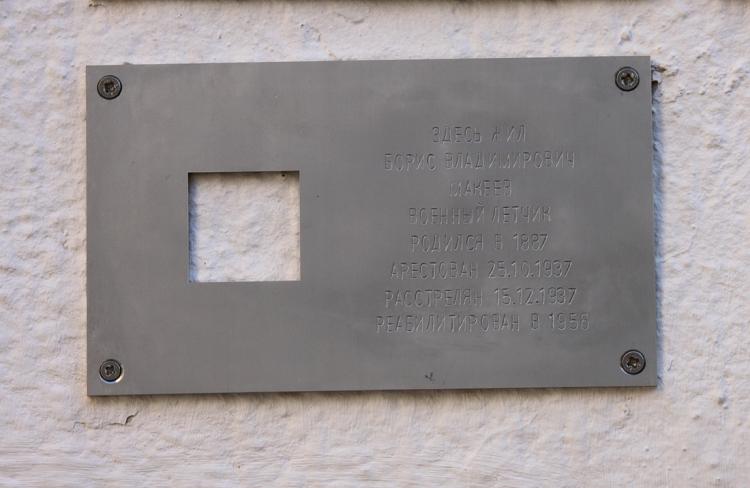 ЗДЕСЬ ЖИЛ
БОРИС ВЛАДИМИРОВИЧ
МАКЕЕВ
ВОЕННЫЙ ЛЕТЧИК
РОДИЛСЯ В 1887
АРЕСТОВАН 25.10.1937
РАССТРЕЛЯН 15.12.1937
РЕАБИЛИТИРОВАН В 1956